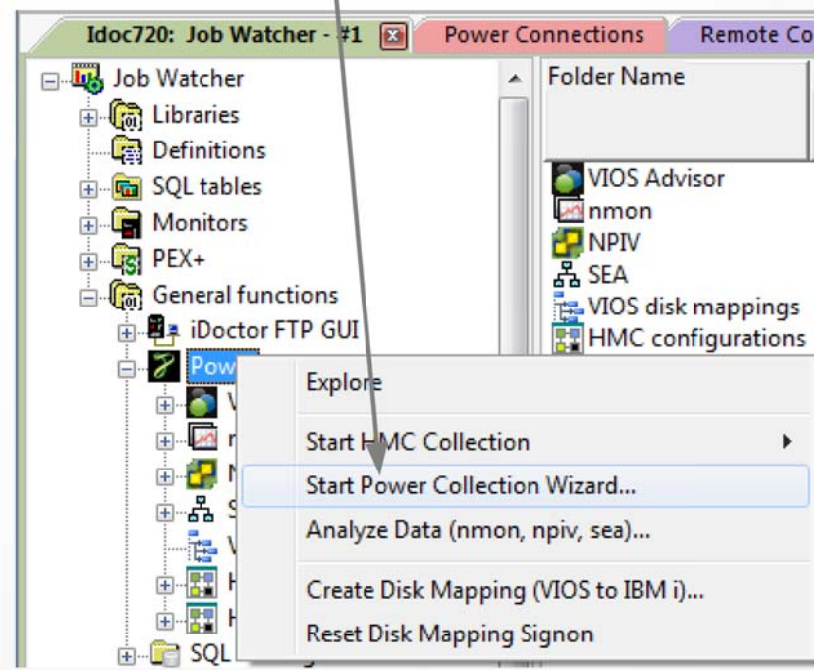 Idoc720: Job Watcher - #1
Power Connections
Remote Co
Job Watcher
Libraries
Definitions
SQL tables
Monitors
PEX+
General functions
iDoctor FTP GUI
Pow
V
r
N
S
V
H
H
SQL
Folder Name
VIOS Advisor
nmon
NPIV
SEA
VIOS disk mappings
HMC configurations
Explore
Start HMC Collection
Start Power Collection Wizard...
Analyze Data (nmon, npiv, sea)...
Create Disk Mapping (VIOS to IBM i)...
Reset Disk Mapping Signon